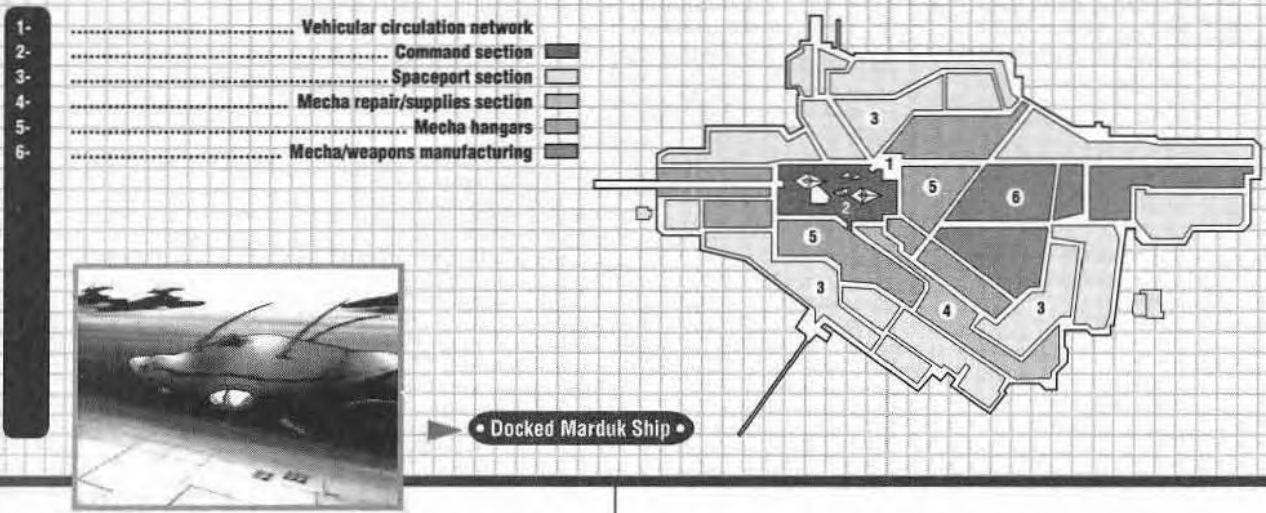 1- ........................................ Vehicular circulation network
2- ........................................ Command section
3- ........................................ Spaceport section
4- ........................................ Mecha repair/supplies section
5- ........................................ Mecha hangars
6- ........................................ Mecha/weapons manufacturing
3
1
5
6
2
5
3
4
3
• Docked Marduk Ship •